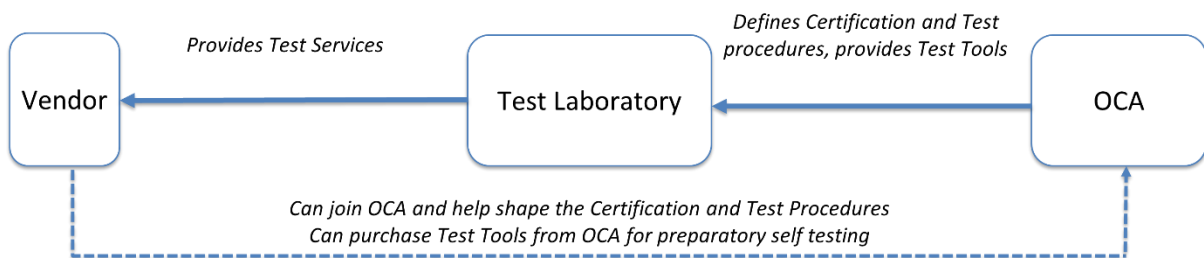 Defines Certification and Test
procedures, provides Test Tools
Provides Test Services
Vendor
Test Laboratory
OCA
Can join OCA and help shape the Certification and Test Procedures
Can purchase Test Tools from OCA for preparatory self testing